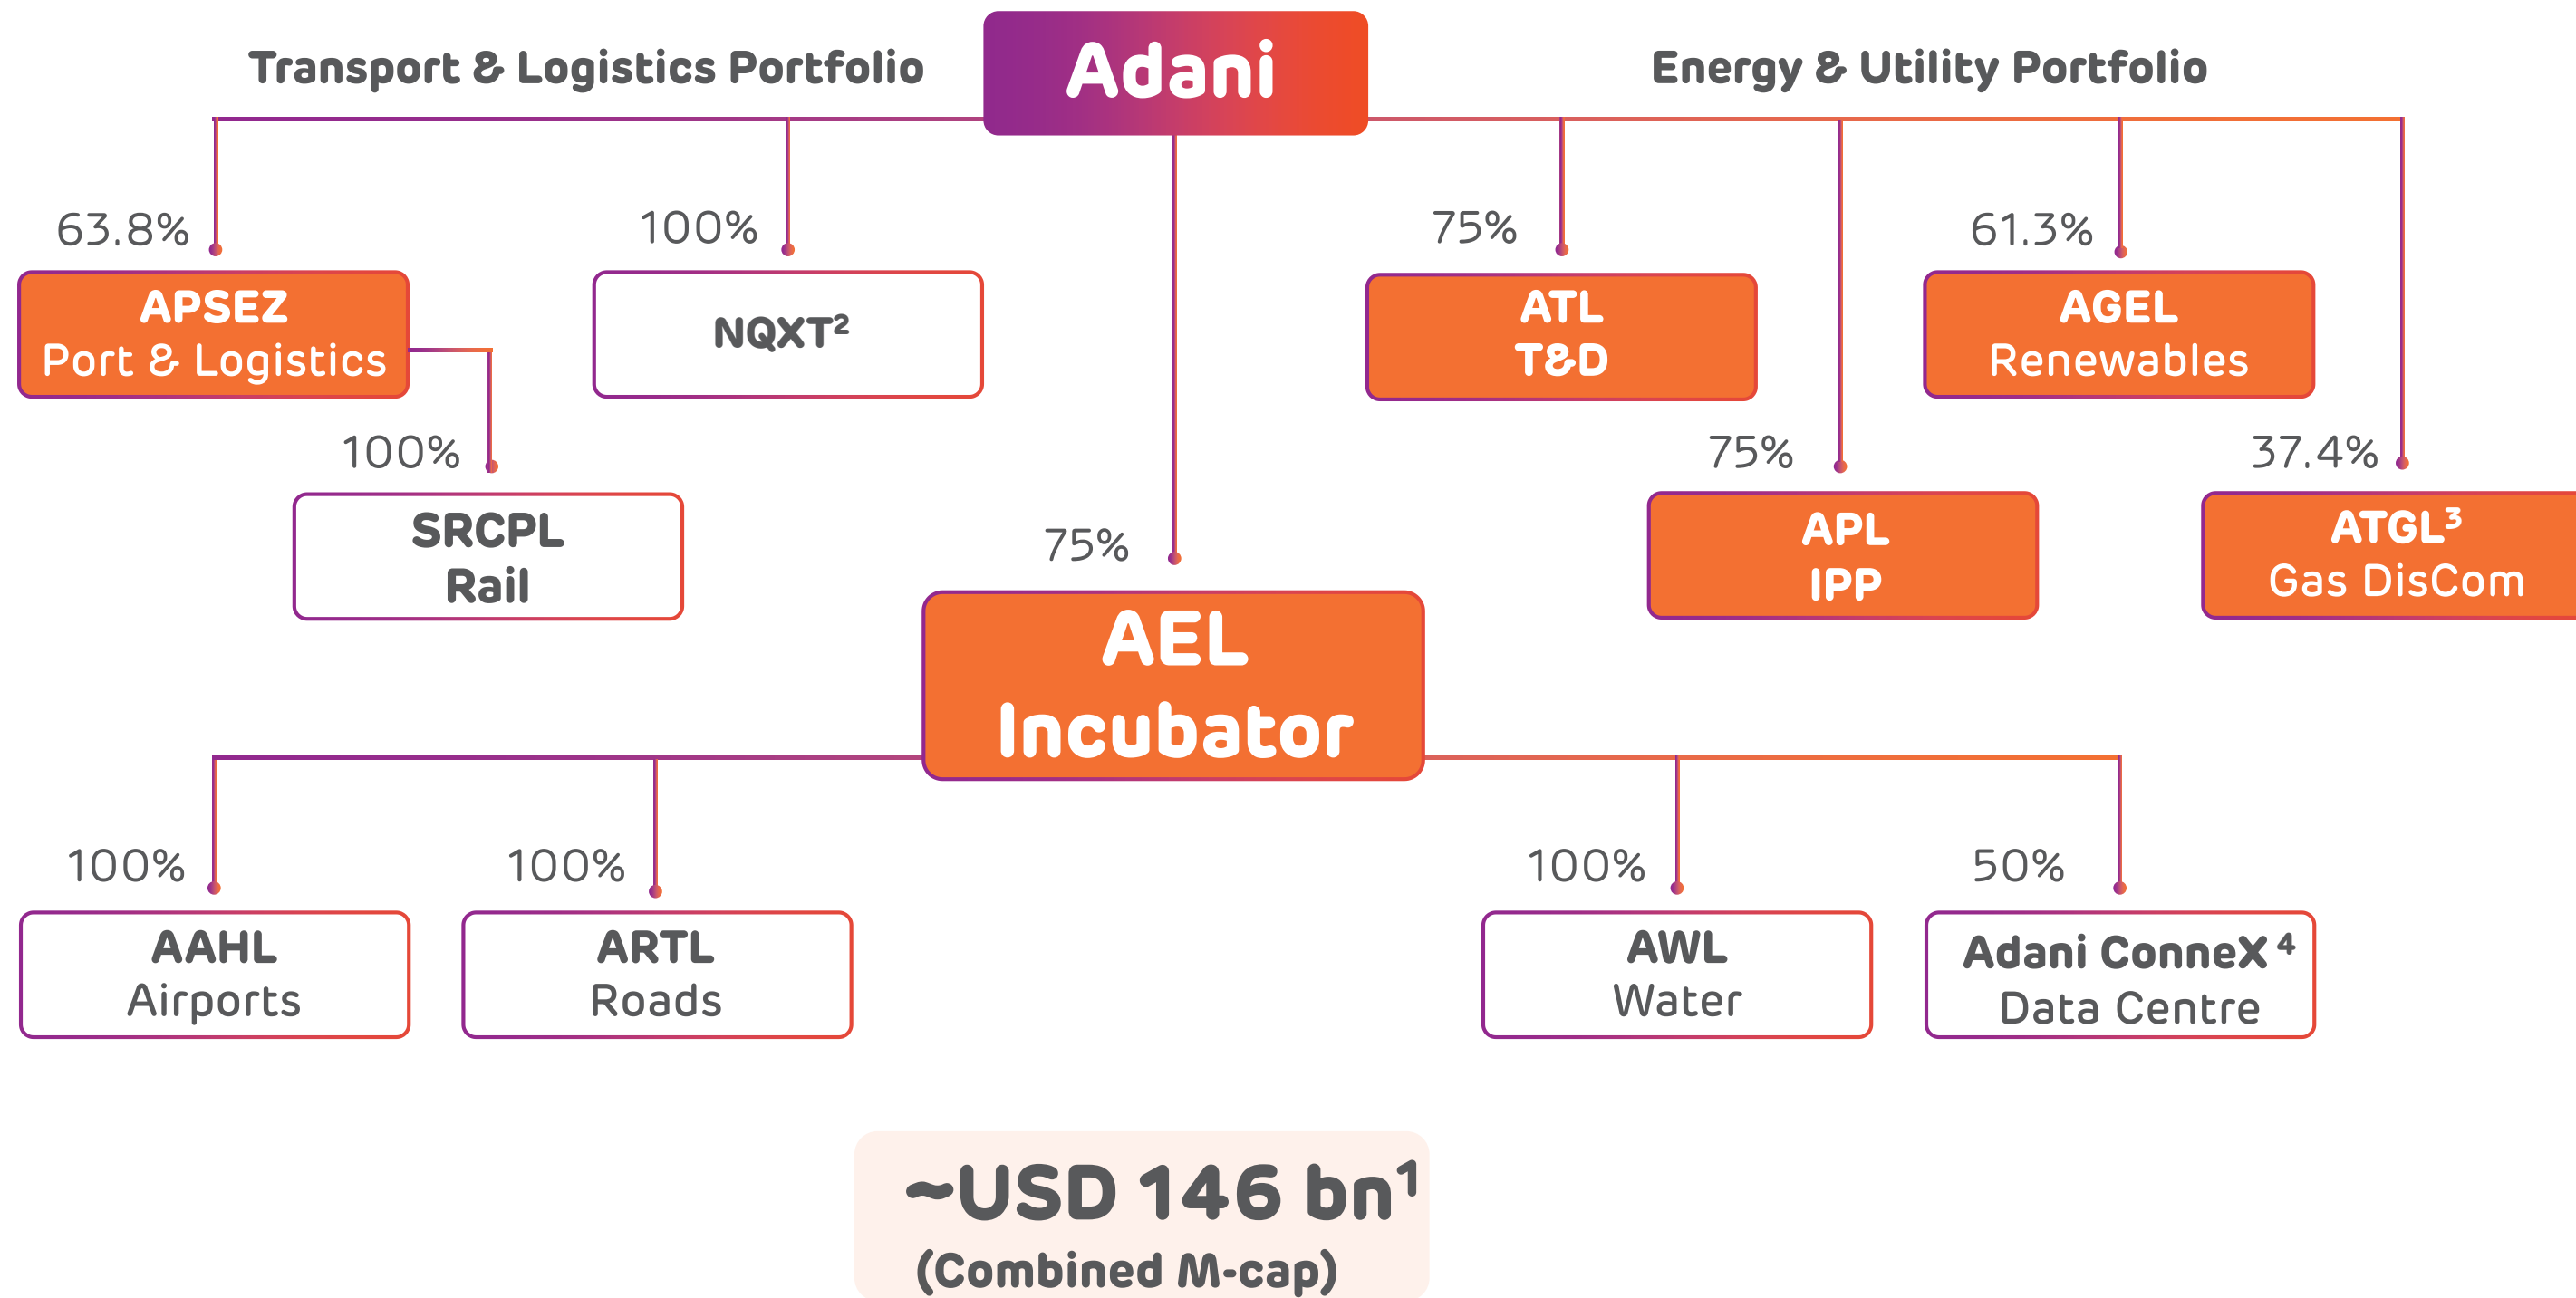 Transport & Logistics Portfolio
Adani
Energy & Utility Portfolio
63.8%
100%
75%
61.3%
APSEZ
Port & Logistics
NQXT²
ATL
T&D
AGEL
Renewables
100%
75%
37.4%
SRCPL
Rail
75%
APL
IPP
ATGL³
Gas DisCom
AEL
Incubator
100%
100%
100%
50%
AAHL
Airports
ARTL
Roads
AWL
Water
Adani ConneX ⁴
Data Centre
~USD 146 bn¹
(Combined M-cap)